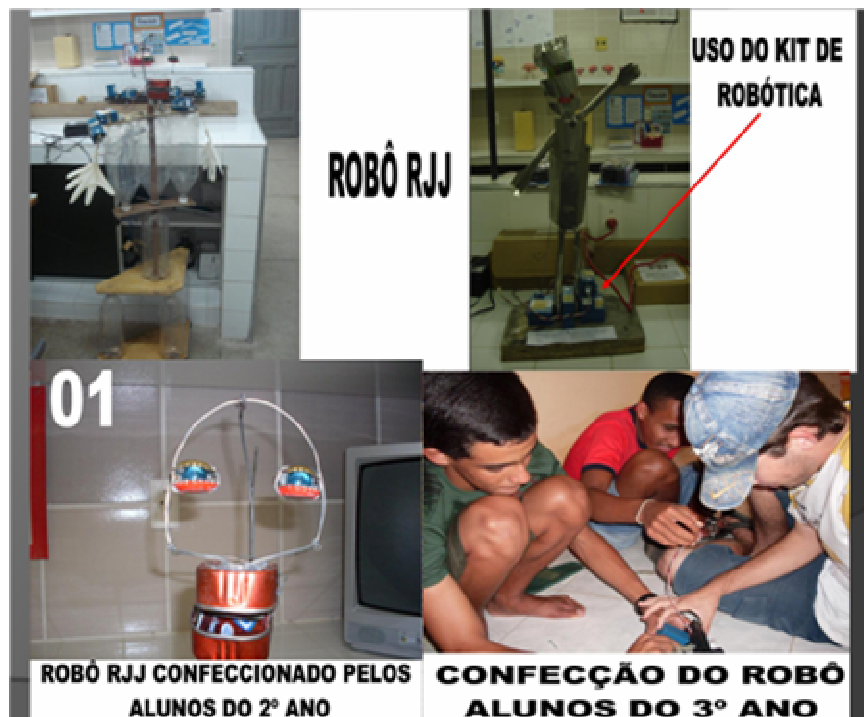 ROBÔ RJJ
USO DO KIT DE
ROBÓTICA
01
ROBÔ RJJ CONFECCIONADO PELOS
ALUNOS DO 2º ANO
CONFECÇÃO DO ROBÔ
ALUNOS DO 3º ANO